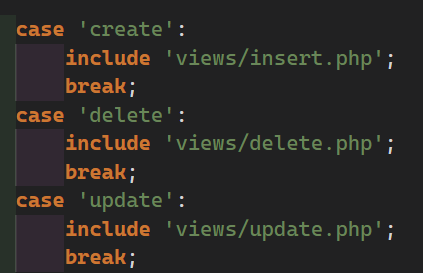 case 'create':
include 'views/insert.php';
break;
case 'delete':
include 'views/delete.php';
break;
case 'update':
include 'views/update.php';
break;